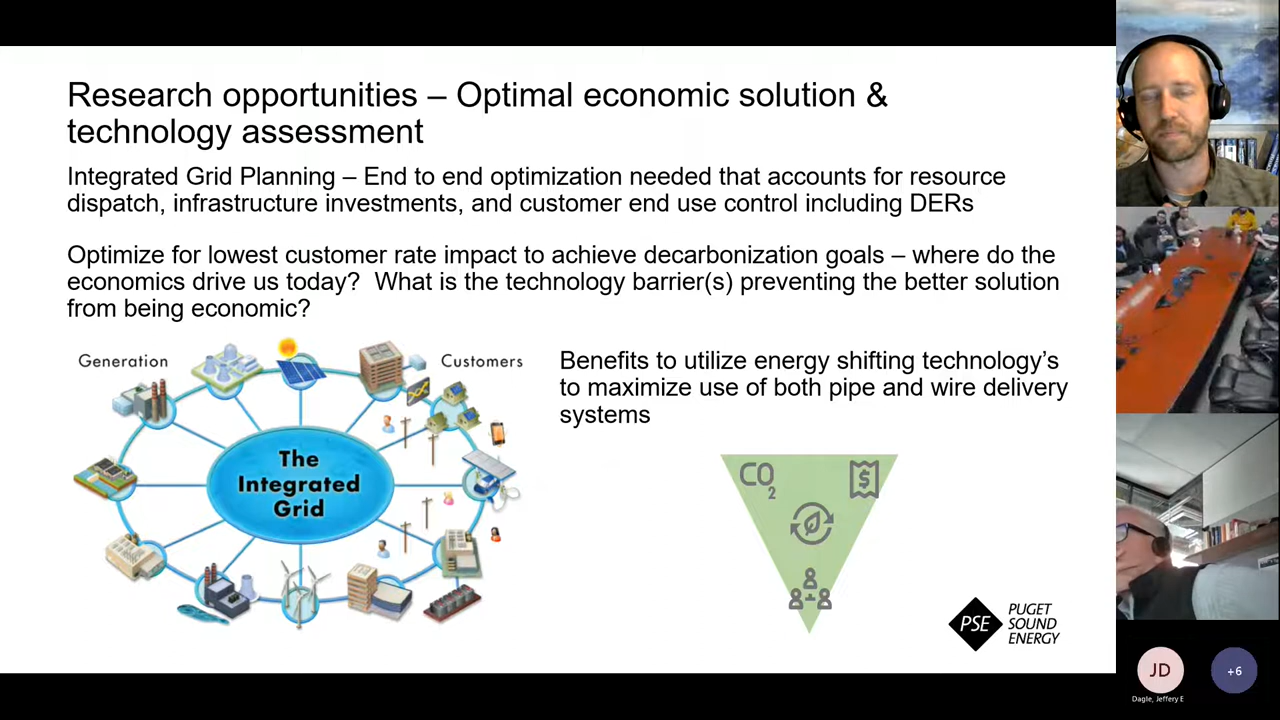 Research opportunities – Optimal economic solution &
technology assessment
Integrated Grid Planning – End to end optimization needed that accounts for resource
dispatch, infrastructure investments, and customer end use control including DERs
Optimize for lowest customer rate impact to achieve decarbonization goals – where do the
economics drive us today?  What is the technology barrier(s) preventing the better solution
from being economic?
Generation
Customers
The
Integrated
Grid
Benefits to utilize energy shifting technology’s
to maximize use of both pipe and wire delivery
systems
CO2
$
PSE
PUGET
SOUND
ENERGY
JD
+6
Dagle, Jeffery E